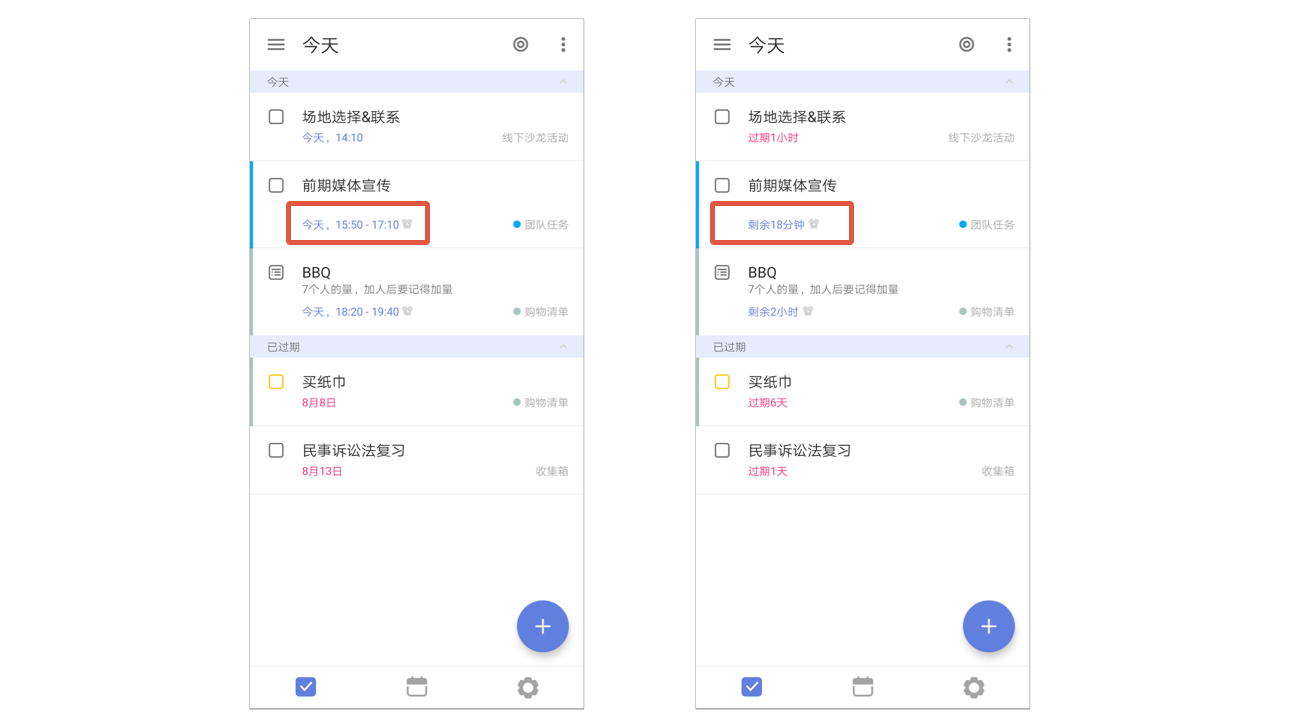 今天
今天
场地选择&联系
今天，14:10
线下沙龙活动
前期媒体宣传
今天，15:50 - 17:10
团队任务
BBQ
7个人的量，加人后要记得加量
今天，18:20 - 19:40
购物清单
已过期
买纸巾
8月8日
购物清单
民事诉讼法复习
8月13日
收集箱
今天
今天
场地选择&联系
过期1小时
线下沙龙活动
前期媒体宣传
剩余18分钟
团队任务
BBQ
7个人的量，加人后要记得加量
剩余2小时
购物清单
已过期
买纸巾
过期6天
购物清单
民事诉讼法复习
过期1天
收集箱